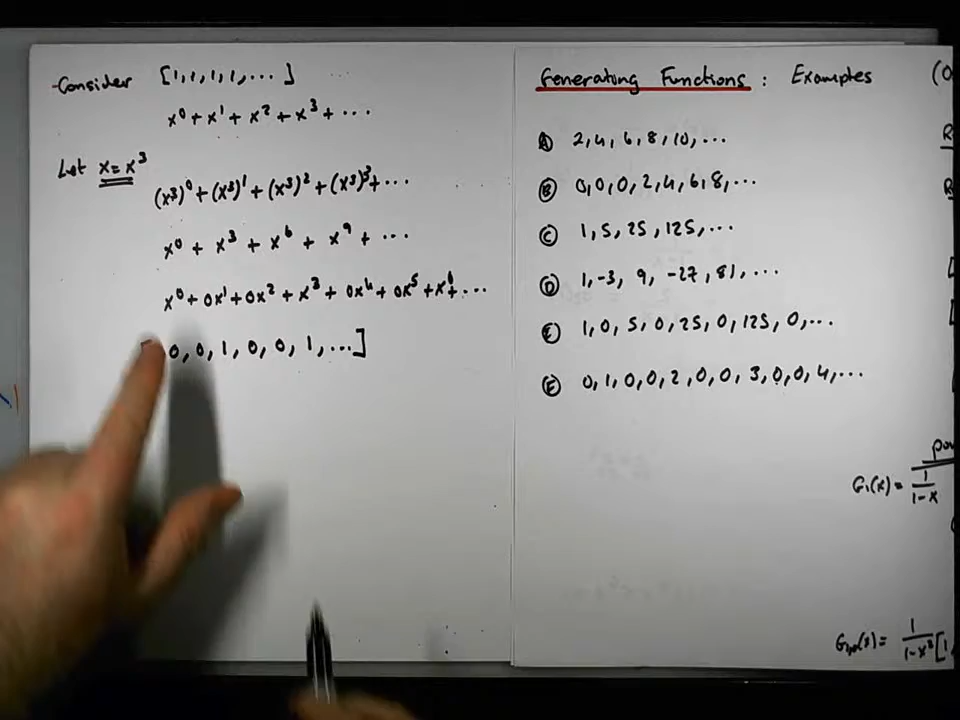 -Consider [1,1,1,1,... ]
x⁰ + x¹ + x² + x³ + ...
Let x = x³
(x³)⁰ + (x³)¹ + (x³)² + (x³)³ + ...
x⁰ + x³ + x⁶ + x⁹ + ...
x⁰ + 0x¹ + 0x² + x³ + 0x⁴ + 0x⁵ + x⁶ + ...
0, 0, 1, 0, 0, 1, ...]
Generating Functions : Examples
Ⓐ 2, 4, 6, 8, 10, ...
Ⓑ 0, 0, 0, 2, 4, 6, 8, ...
Ⓒ 1, 5, 25, 125, ...
Ⓓ 1, -3, 9, -27, 81, ...
Ⓔ 1, 0, 5, 0, 25, 0, 125, 0, ...
Ⓕ 0, 1, 0, 0, 2, 0, 0, 3, 0, 0, 4, ...
G₁(x) = 1/(1-x)